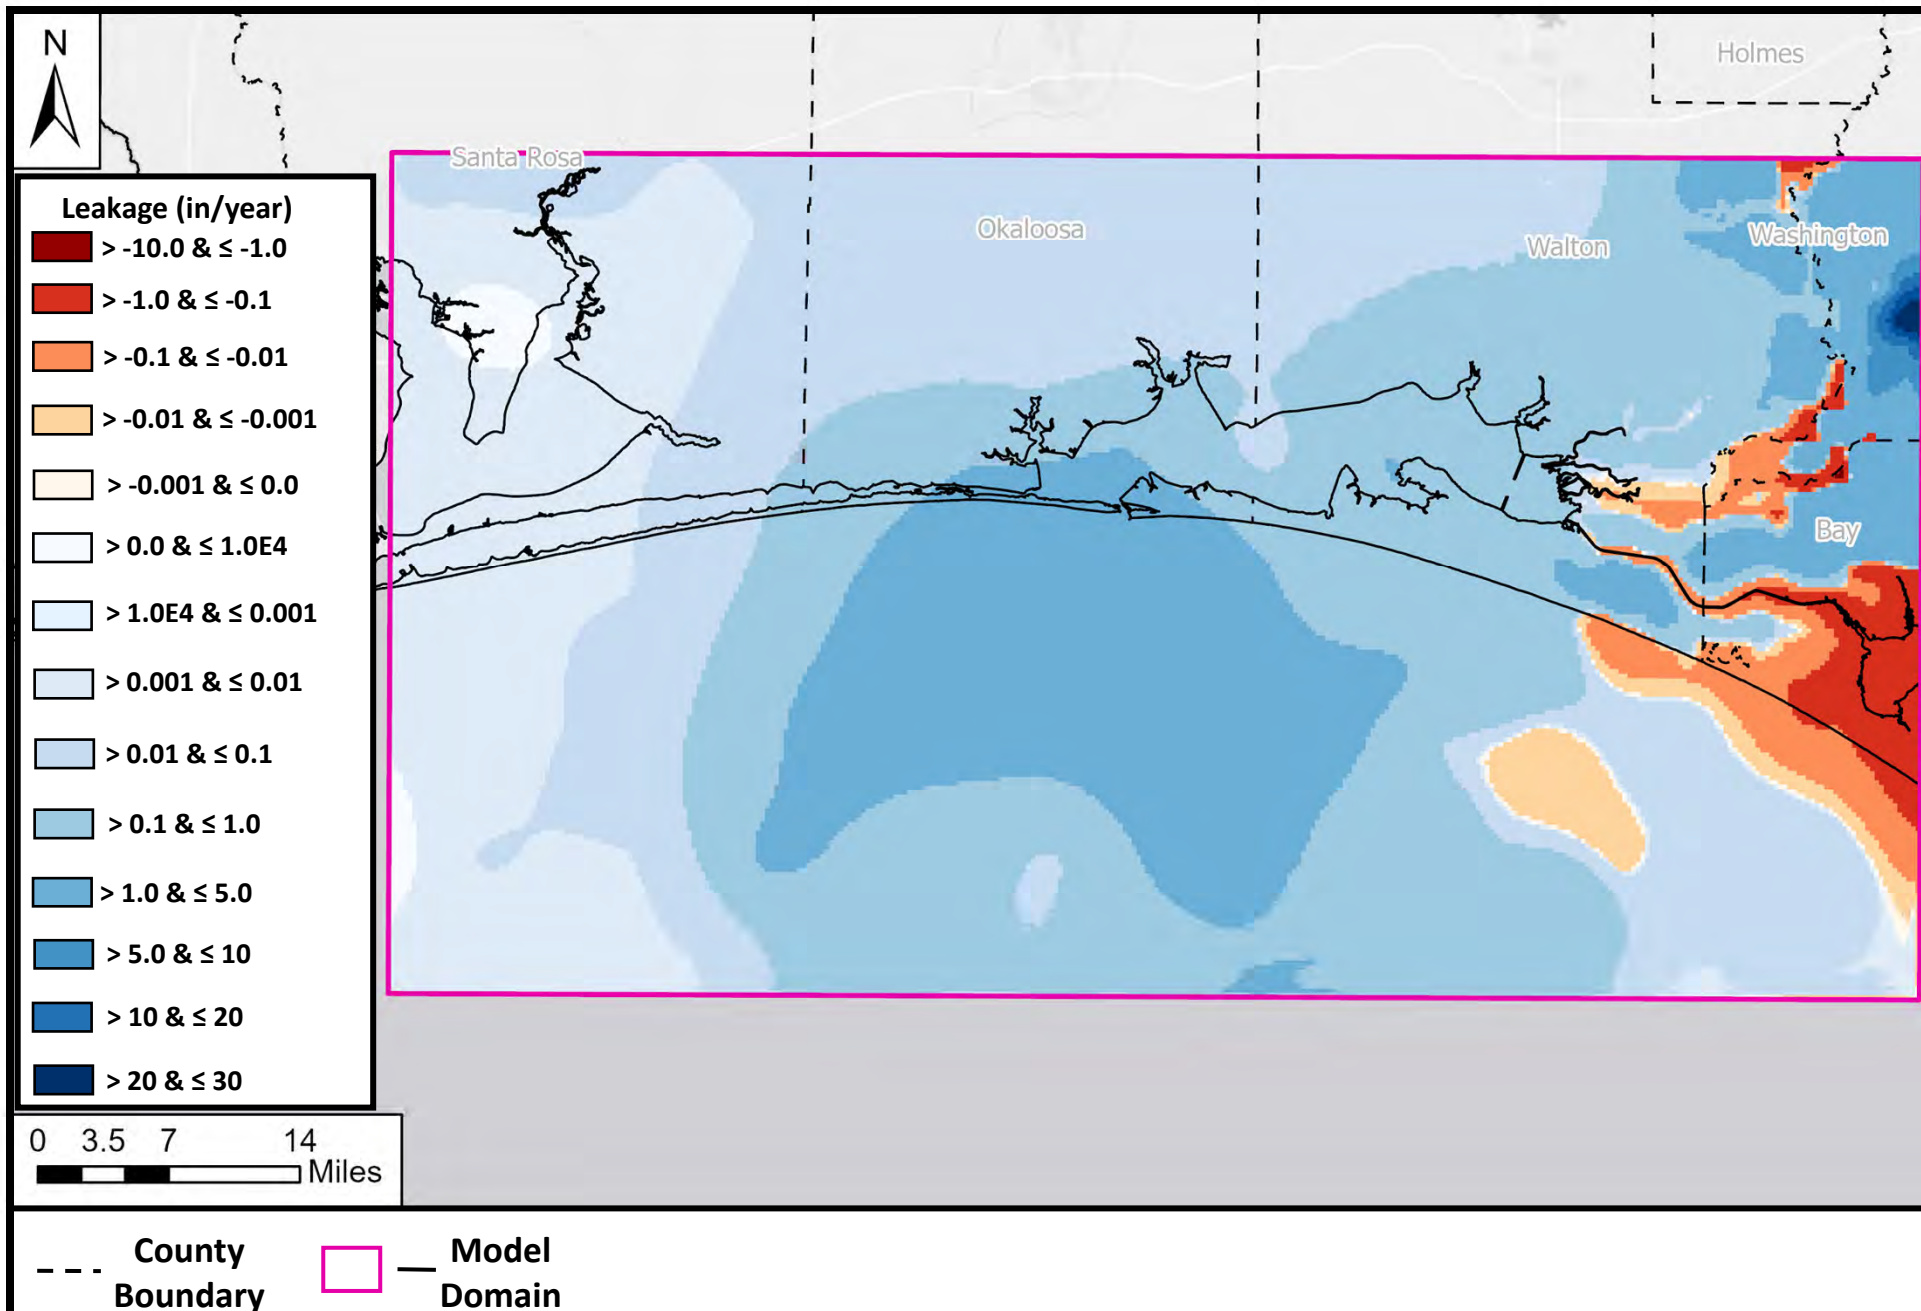 N
Holmes
Santa Rosa
Okaloosa
Walton
Washington
Bay
Leakage (in/year)
> -10.0 & ≤ -1.0
> -1.0 & ≤ -0.1
> -0.1 & ≤ -0.01
> -0.01 & ≤ -0.001
> -0.001 & ≤ 0.0
> 0.0 & ≤ 1.0E4
> 1.0E4 & ≤ 0.001
> 0.001 & ≤ 0.01
> 0.01 & ≤ 0.1
> 0.1 & ≤ 1.0
> 1.0 & ≤ 5.0
> 5.0 & ≤ 10
> 10 & ≤ 20
> 20 & ≤ 30
0 3.5 7 14
Miles
County
Boundary
Model
Domain